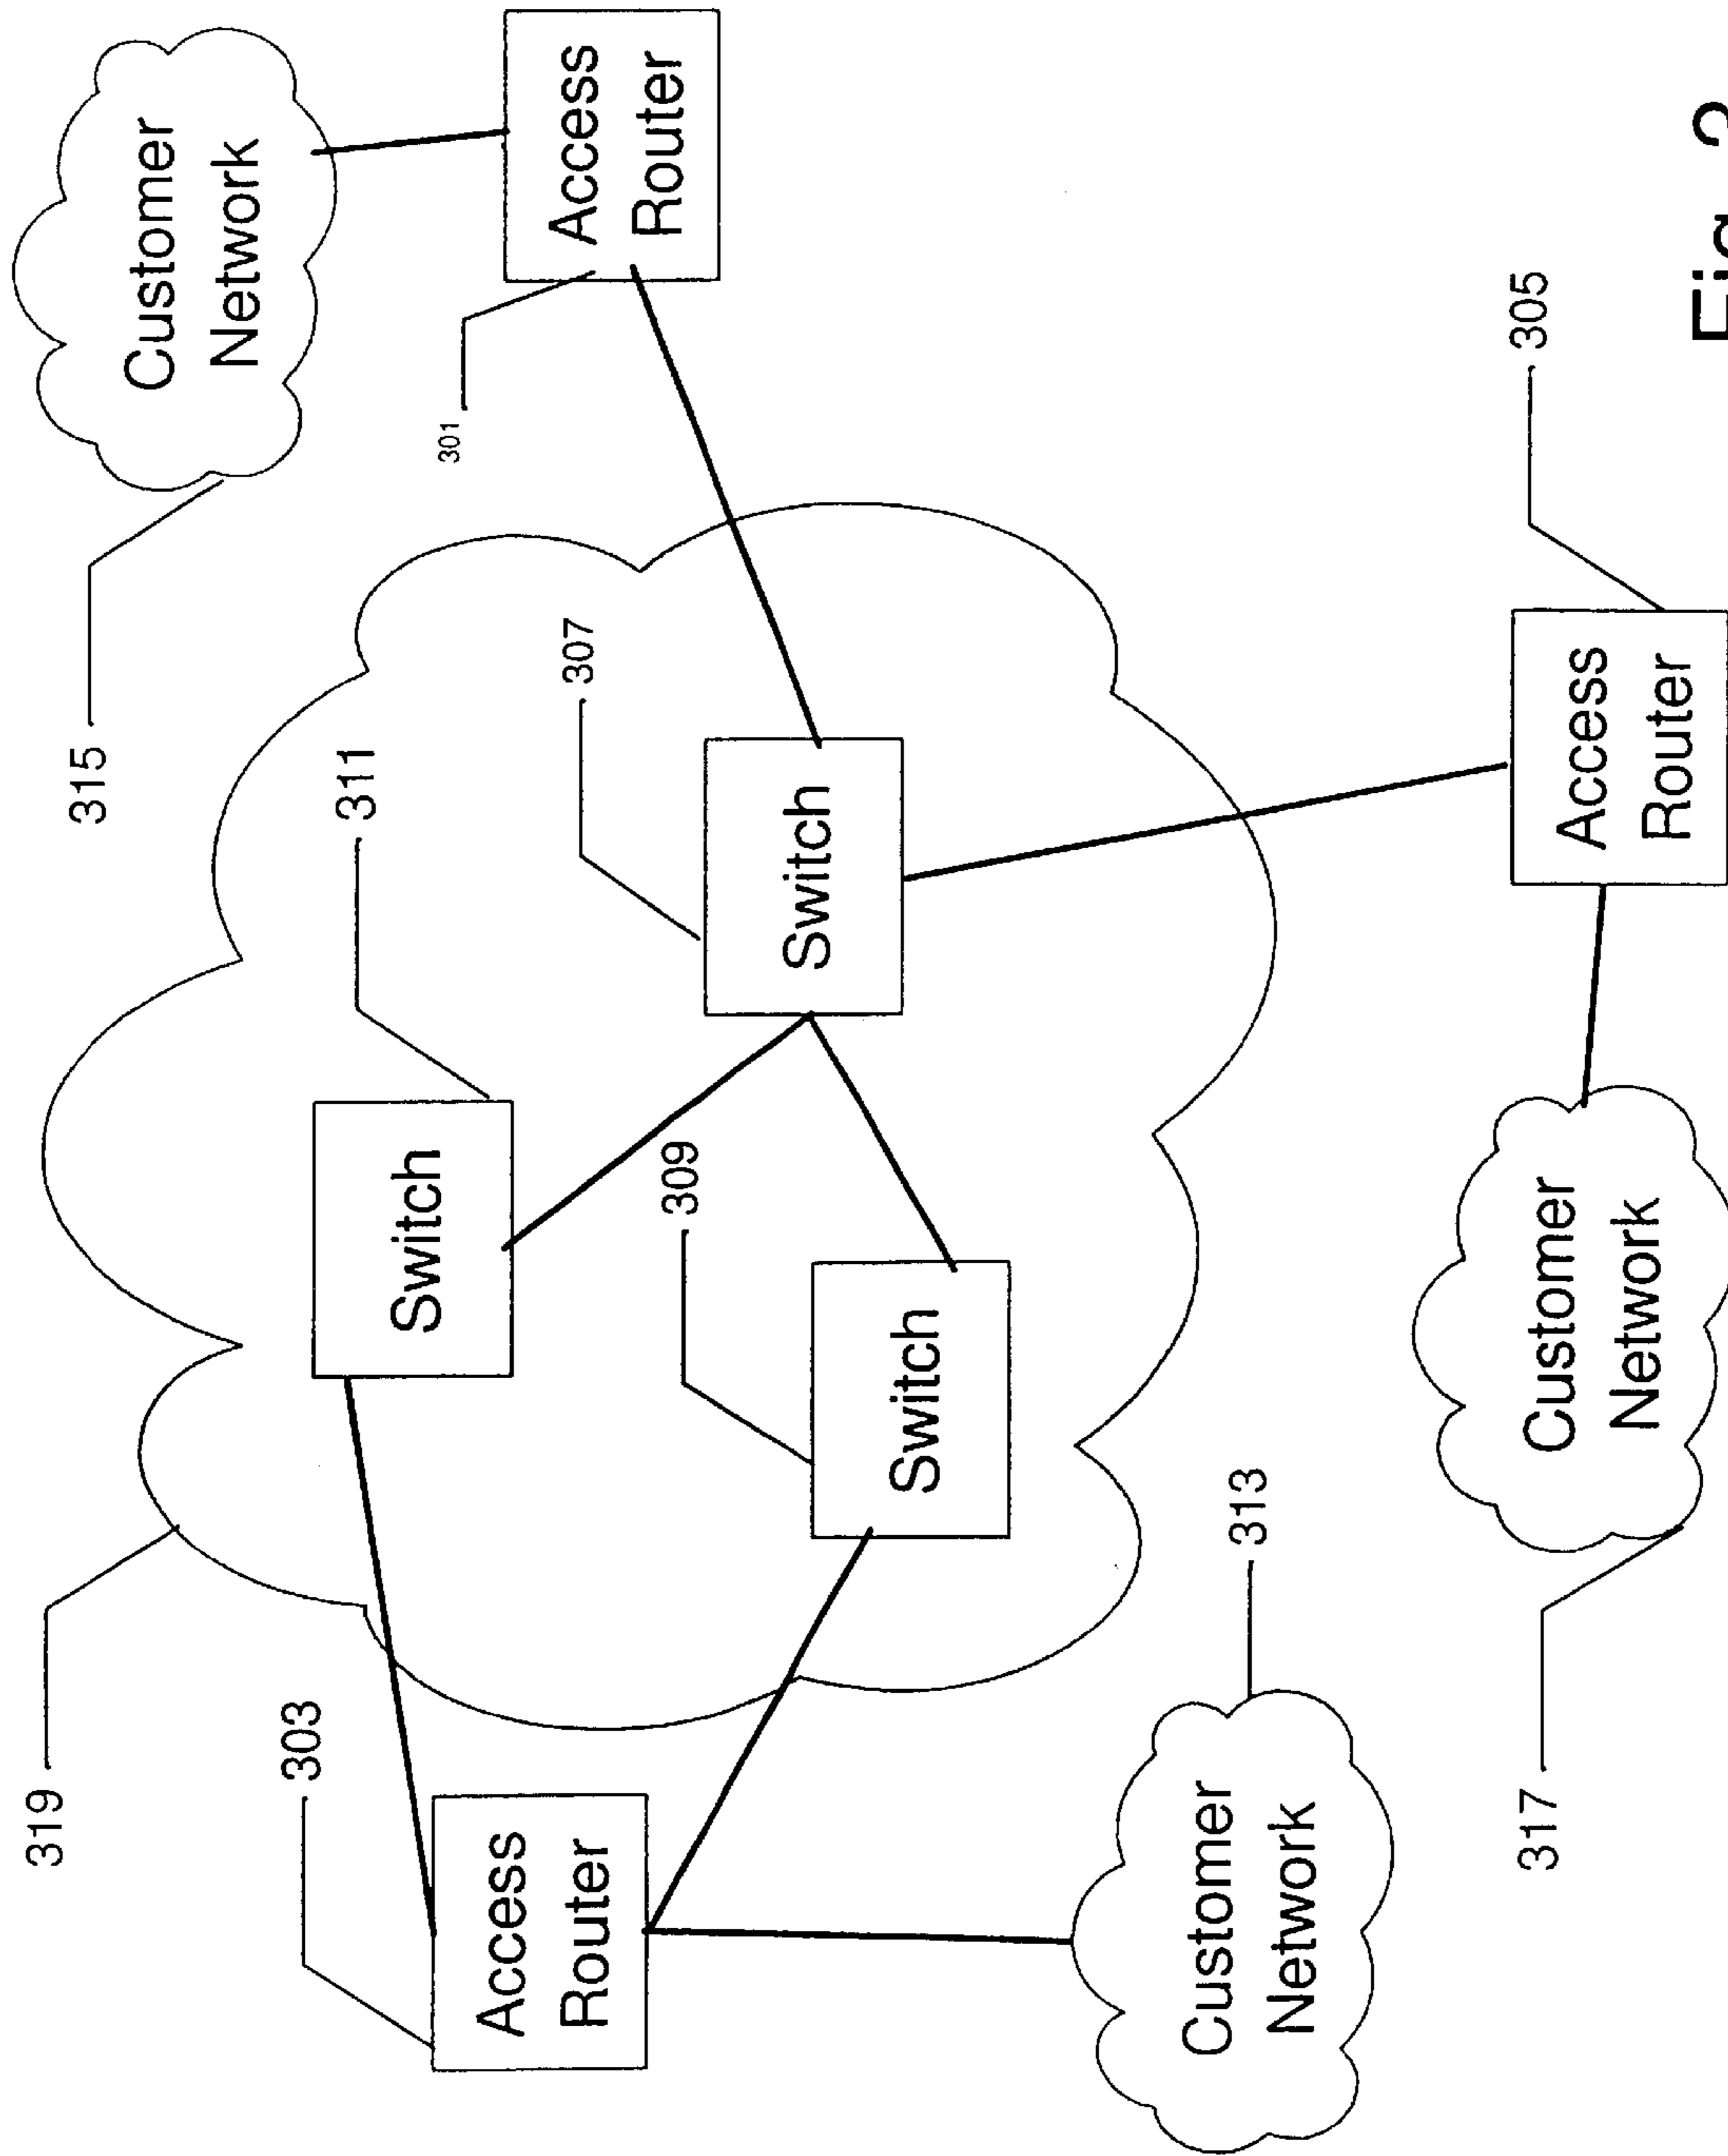 319
315
Customer
Network
303
311
Switch
301
Access
Router
Access
Router
307
309
Switch
Switch
Customer
Network
313
305
317
Customer
Network
Access
Router
Fig